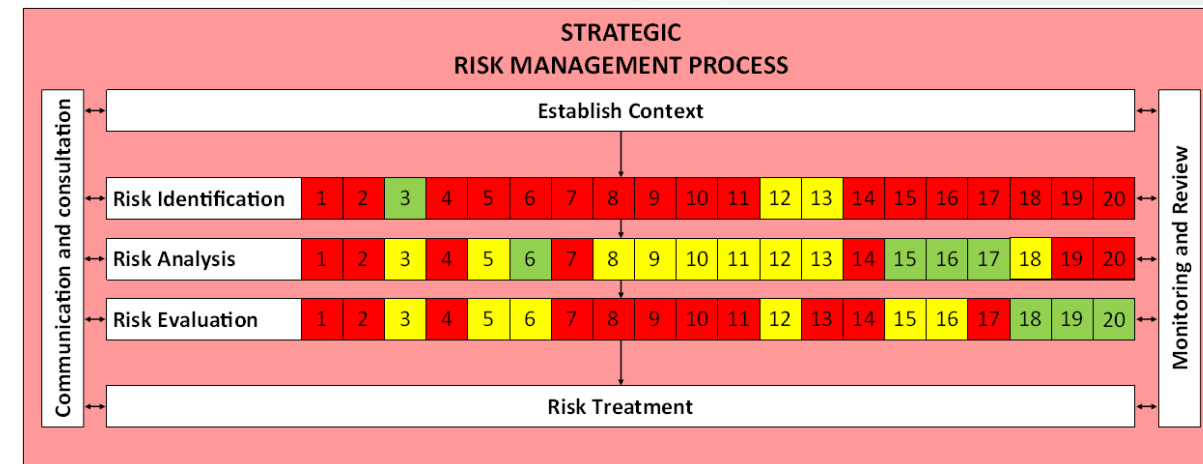 STRATEGIC
RISK MANAGEMENT PROCESS
Communication and consultation
Establish Context
Risk Identification 1 2 3 4 5 6 7 8 9 10 11 12 13 14 15 16 17 18 19 20
Risk Analysis 1 2 3 4 5 6 7 8 9 10 11 12 13 14 15 16 17 18 19 20
Risk Evaluation 1 2 3 4 5 6 7 8 9 10 11 12 13 14 15 16 17 18 19 20
Risk Treatment
Monitoring and Review